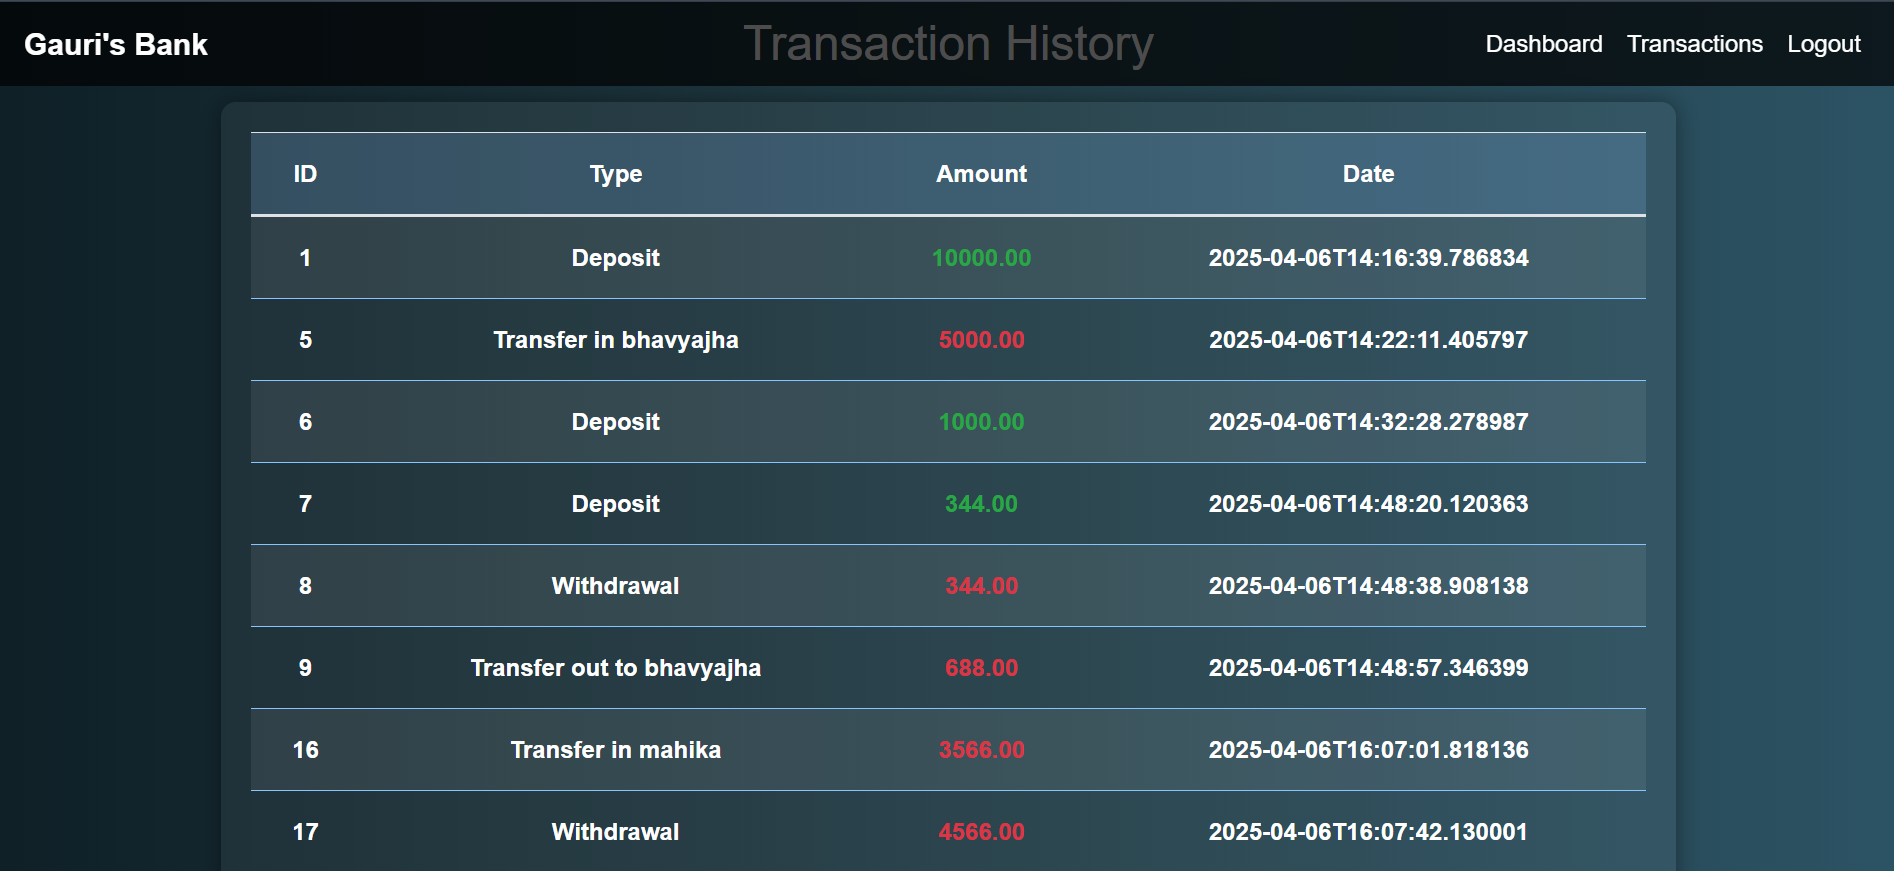 Gauri's Bank Transaction History Dashboard Transactions Logout
ID Type Amount Date
1 Deposit 10000.00 2025-04-06T14:16:39.786834
5 Transfer in bhavyajha 5000.00 2025-04-06T14:22:11.405797
6 Deposit 1000.00 2025-04-06T14:32:28.278987
7 Deposit 344.00 2025-04-06T14:48:20.120363
8 Withdrawal 344.00 2025-04-06T14:48:38.908138
9 Transfer out to bhavyajha 688.00 2025-04-06T14:48:57.346399
16 Transfer in mahika 3566.00 2025-04-06T16:07:01.818136
17 Withdrawal 4566.00 2025-04-06T16:07:42.130001